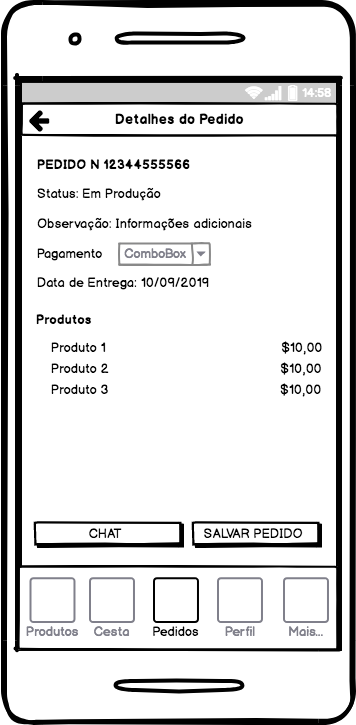 14:58
Detalhes do Pedido
PEDIDO N 12344555566
Status: Em Produção
Observação: Informações adicionais
Pagamento ComboBox
Data de Entrega: 10/09/2019
Produtos
Produto 1 $10,00
Produto 2 $10,00
Produto 3 $10,00
CHAT SALVAR PEDIDO
Produtos Cesta Pedidos Perfil Mais...